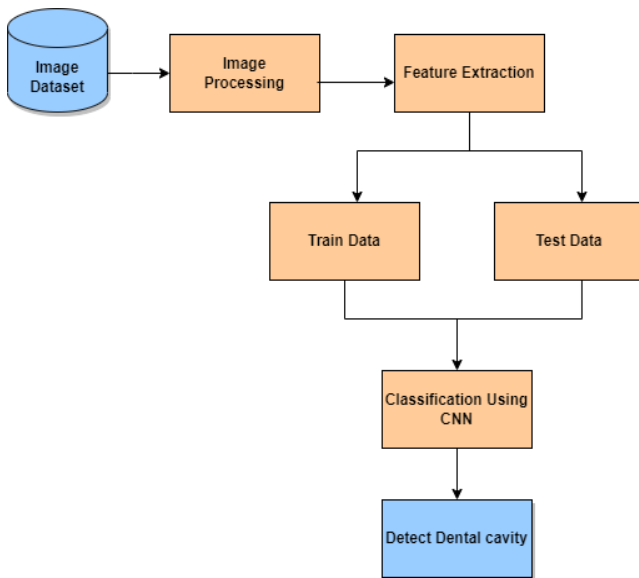 Image
Dataset
Image
Processing
Feature Extraction
Train Data
Test Data
Classification Using
CNN
Detect Dental cavity